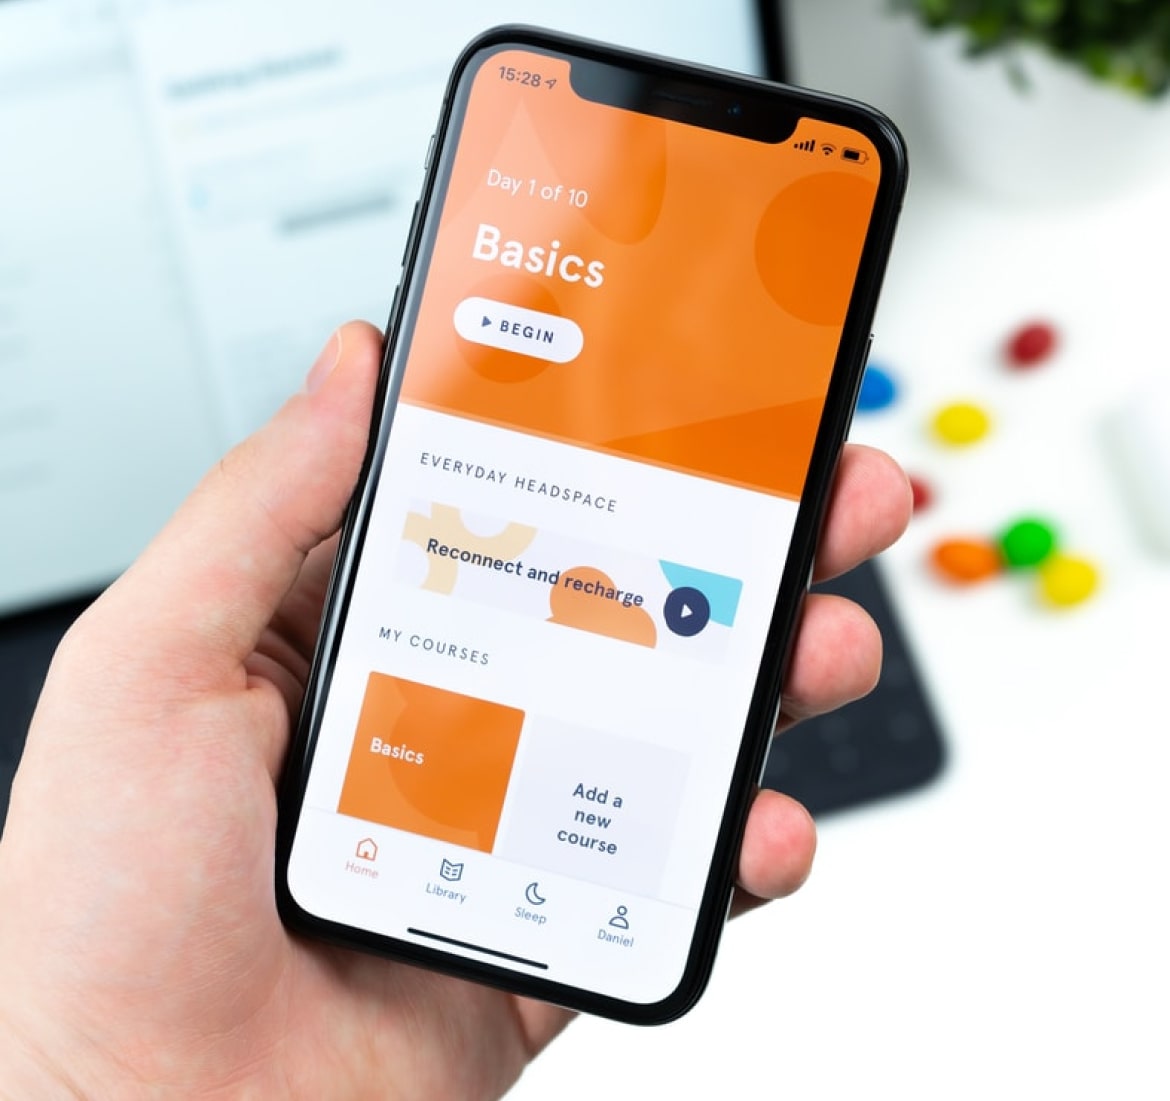 15:28
Day 1 of 10
Basics
BEGIN
EVERYDAY HEADSPACE
Reconnect and recharge
MY COURSES
Basics
Add a
new
course
Home
Library
Sleep
Daniel